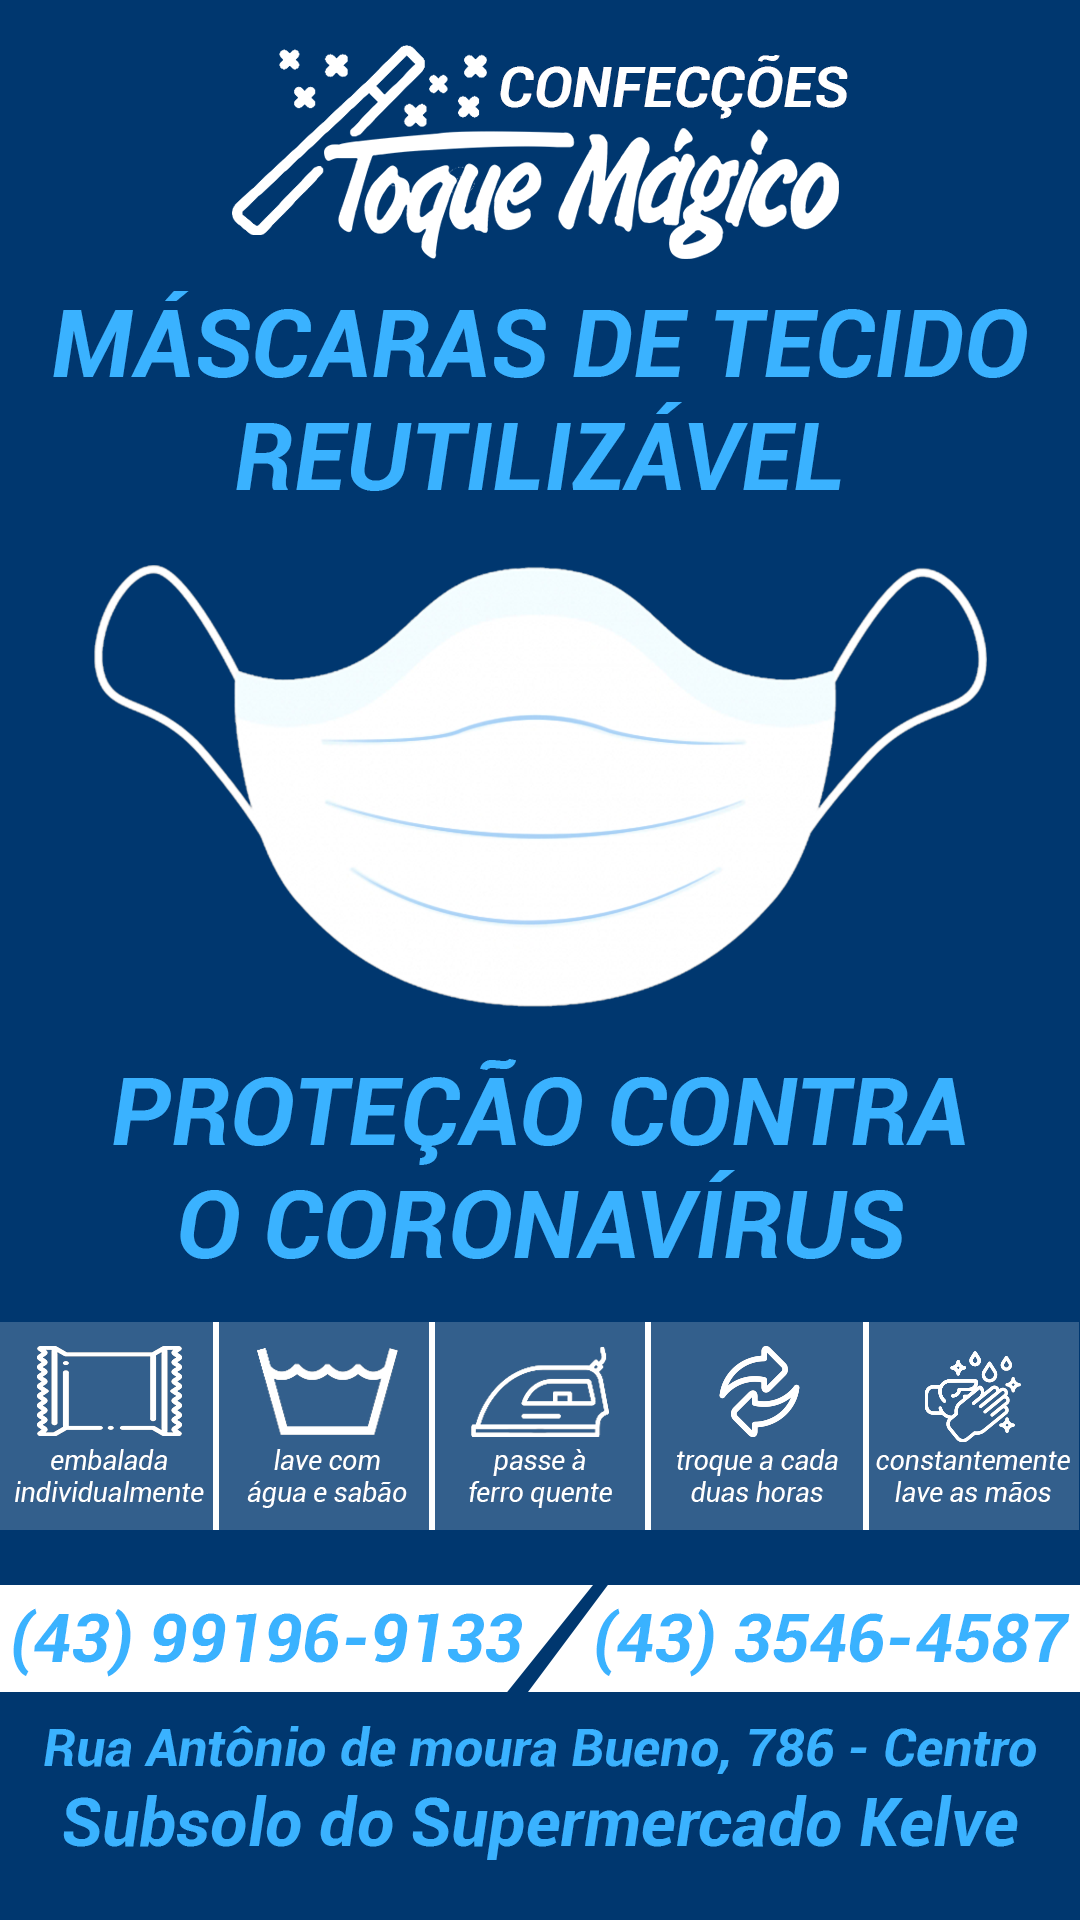 CONFECÇÕES
Toque Mágico
MÁSCARAS DE TECIDO
REUTILIZÁVEL
PROTEÇÃO CONTRA
O CORONAVÍRUS
embalada
individualmente
lave com
água e sabão
passe à
ferro quente
troque a cada
duas horas
constantemente
lave as mãos
(43) 99196-9133 / (43) 3546-4587
Rua Antônio de moura Bueno, 786 - Centro
Subsolo do Supermercado Kelve